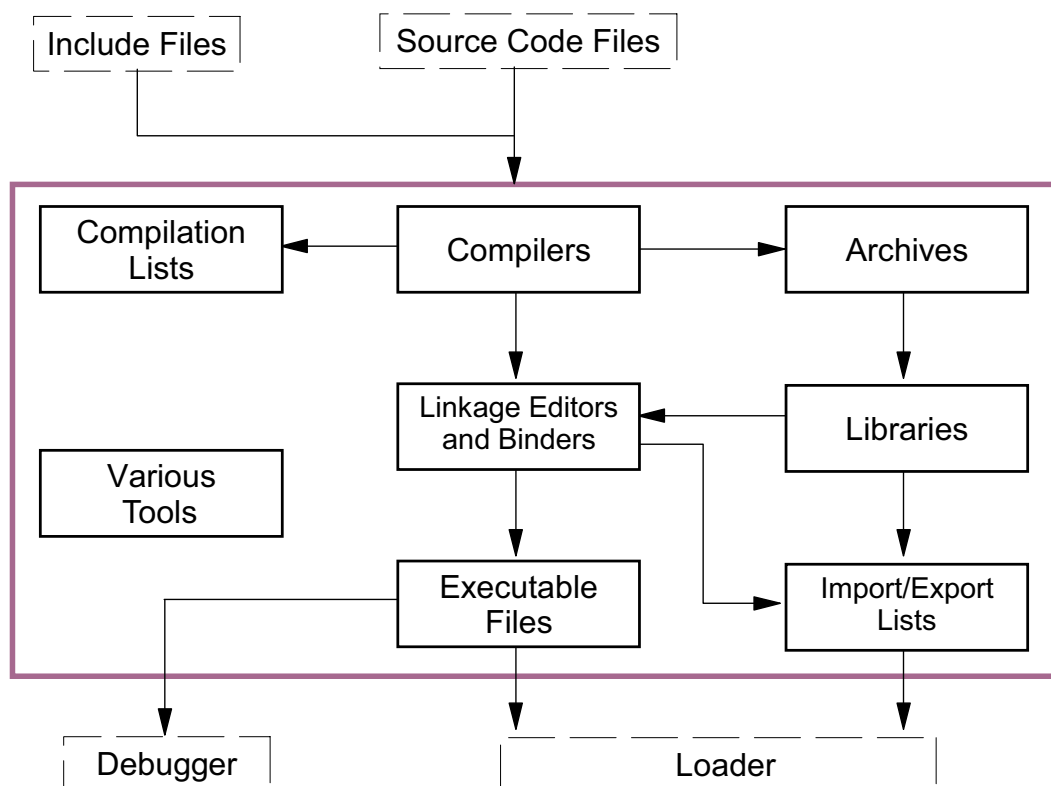 Include Files
Source Code Files
Compilation
Lists
Compilers
Archives
Linkage Editors
and Binders
Libraries
Various
Tools
Executable
Files
Import/Export
Lists
Debugger
Loader